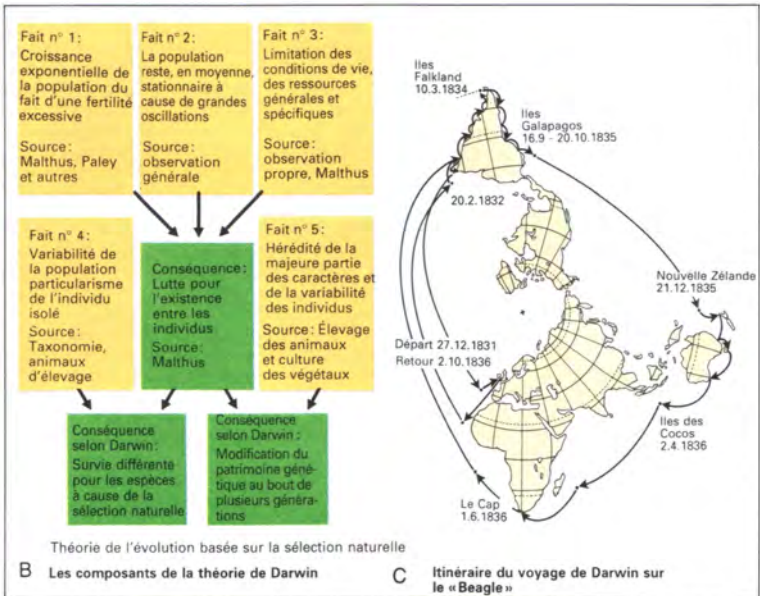 Fait n° 1:
Croissance
exponentielle de
la population du
fait d'une fertilité
excessive
Source:
Malthus, Paley
et autres
Fait n° 2:
La population
reste, en moyenne,
stationnaire à
cause de grandes
oscillations
Source:
observation
générale
Fait n° 3:
Limitation des
conditions de vie,
des ressources
générales et
spécifiques
Source:
observation
propre, Malthus
Fait n° 4:
Variabilité de
la population
particularisme
de l'individu
isolé
Source:
Taxonomie,
animaux
d'élevage
Conséquence:
Lutte pour
l'existence
entre les
individus
Source:
Malthus
Fait n° 5:
Hérédité de la
majeure partie
des caractères et
de la variabilité
des individus
Source: Élevage
des animaux
et culture
des végétaux
Conséquence
selon Darwin:
Survie différente
pour les espèces
à cause de la
sélection naturelle
Conséquence
selon Darwin:
Modification du
patrimoine géné-
tique au bout de
plusieurs généra-
tions
Théorie de l'évolution basée sur la sélection naturelle
B Les composants de la théorie de Darwin
Iles
Falkland
10.3.1834
Iles
Galapagos
16.9 - 20.10.1835
20.2.1832
Nouvelle Zélande
21.12.1835
Départ 27.12.1831
Retour 2.10.1836
Iles des
Cocos
2.4.1836
Le Cap
1.6.1836
C Itinéraire du voyage de Darwin sur
le «Beagle»